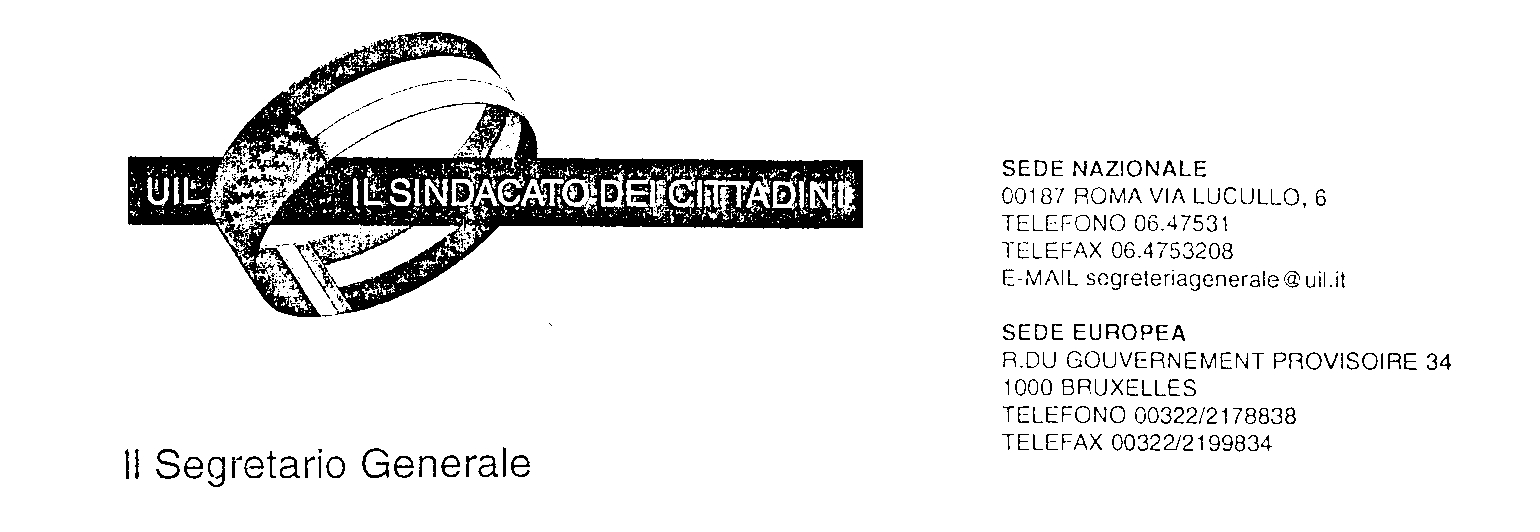 UIL IL SINDACATO DEI CITTADINI
SEDE NAZIONALE
00187 ROMA VIA LUCULLO, 6
TELEFONO 06.47531
TELEFAX 06.4753208
E-MAIL segreteriagenerale@uil.it
SEDE EUROPEA
R.DU GOUVERNEMENT PROVISOIRE 34
1000 BRUXELLES
TELEFONO 00322/2178838
TELEFAX 00322/2199834
Il Segretario Generale